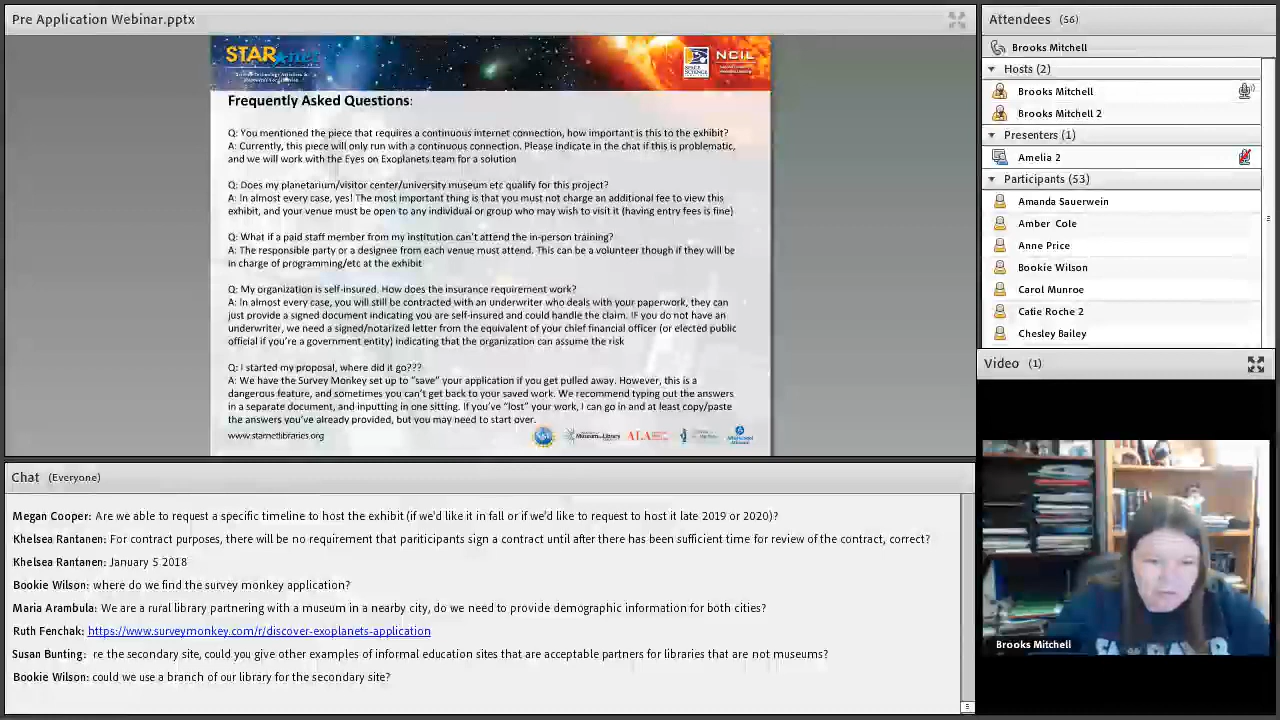 Pre Application Webinar.pptx
STAR net
SPACE SCIENCE
NCIL
Frequently Asked Questions:
Q: You mentioned the piece that requires a continuous internet connection, how important is this to the exhibit?
A: Currently, this piece will only run with a continuous connection. Please indicate in the chat if this is problematic,
and we will work with the Eyes on Exoplanets team for a solution
Q: Does my planetarium/visitor center/university museum etc qualify for this project?
A: In almost every case, yes! The most important thing is that you must not charge an additional fee to view this
exhibit, and your venue must be open to any individual or group who may wish to visit it (having entry fees is fine)
Q: What if a paid staff member from my institution can't attend the in-person training?
A: The responsible party or a designee from each venue must attend. This can be a volunteer though if they will be
in charge of programming/etc at the exhibit
Q: My organization is self-insured. How does the insurance requirement work?
A: In almost every case, you will still be contracted with an underwriter who deals with your paperwork, they can
just provide a signed document indicating you are self-insured and could handle the claim. IF you do not have an
underwriter, we need a signed/notarized letter from the equivalent of your chief financial officer (or elected public
official if you're a government entity) indicating that the organization can assume the risk
Q: I started my proposal, where did it go???
A: We have the Survey Monkey set up to "save" your application if you get pulled away. However, this is a
dangerous feature, and sometimes you can't get back to your saved work. We recommend typing out the answers
in a separate document, and inputting in one sitting. If you've "lost" your work, I can go in and at least copy/paste
the answers you've already provided, but you may need to start over.
www.starnetlibraries.org
Museum and Library
ALA
Chat (Everyone)
Megan Cooper: Are we able to request a specific timeline to host the exhibit (if we'd like it in fall or if we'd like to request to host it late 2019 or 2020)?
Khelsea Rantanen: For contract purposes, there will be no requirement that pariticipants sign a contract until after there has been sufficient time for review of the contract, correct?
Khelsea Rantanen: January 5 2018
Bookie Wilson: where do we find the survey monkey application?
Maria Arambula: We are a rural library partnering with a museum in a nearby city, do we need to provide demographic information for both cities?
Ruth Fenchak: https://www.surveymonkey.com/r/discover-exoplanets-application
Susan Bunting: re the secondary site, could you give other examples of informal education sites that are acceptable partners for libraries that are not museums?
Bookie Wilson: could we use a branch of our library for the secondary site?
Attendees (56)
Brooks Mitchell
Hosts (2)
Brooks Mitchell
Brooks Mitchell 2
Presenters (1)
Amelia 2
Participants (53)
Amanda Sauerwein
Amber Cole
Anne Price
Bookie Wilson
Carol Munroe
Catie Roche 2
Chesley Bailey
Video (1)
Brooks Mitchell